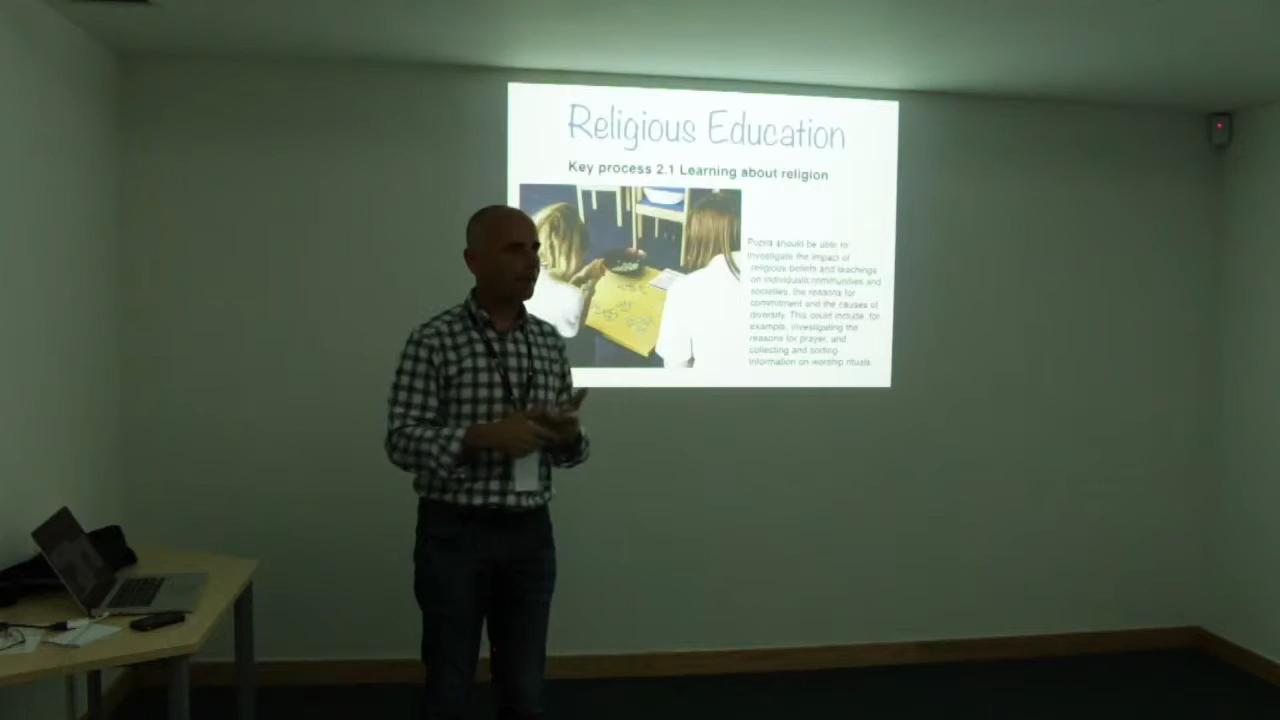 Religious Education
Key process 2.1 Learning about religion
Pupils should be able to
investigate the impact of
religious beliefs and teachings
on individuals, communities and
societies, the reasons for
commitment and the causes of
diversity. This could include, for
example, investigating the
reasons for prayer, and
collecting and sorting
information on worship rituals.